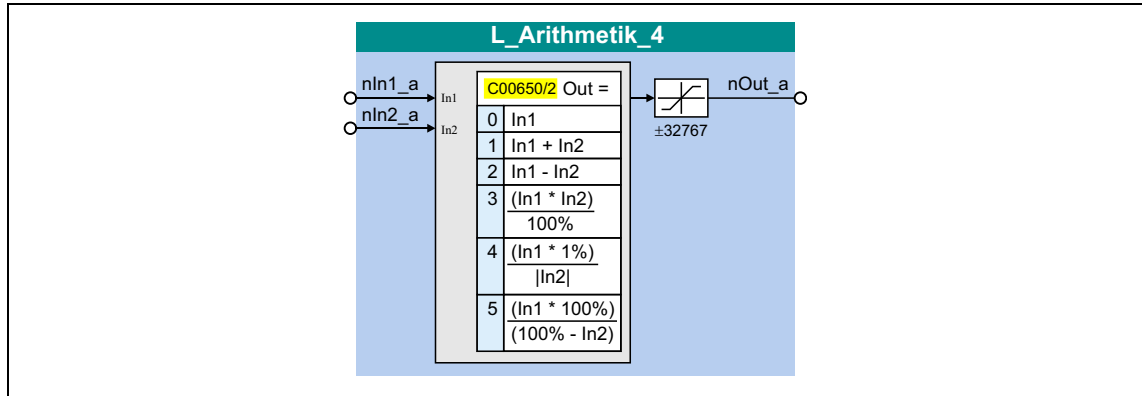 L_Arithmetik_4
nIn1_a
nIn2_a
In1
In2
C00650/2 Out =
0 In1
1 In1 + In2
2 In1 - In2
3 (In1 * In2)
100%
4 (In1 * 1%)
|In2|
5 (In1 * 100%)
(100% - In2)
±32767
nOut_a